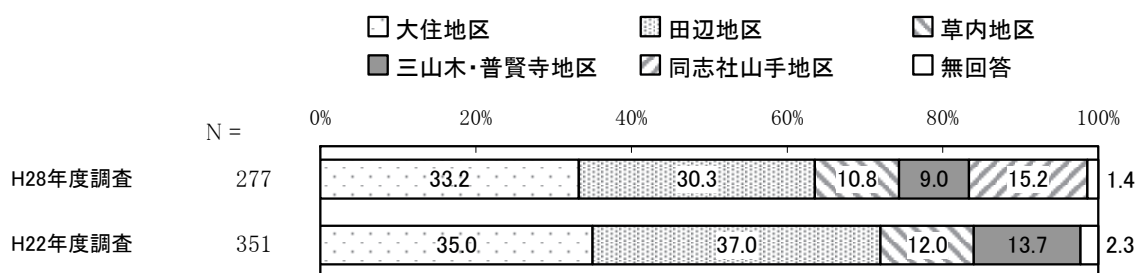 大住地区 田辺地区 草内地区
三山木・普賢寺地区 同志社山手地区 無回答
N = 0% 20% 40% 60% 80% 100%
H28年度調査 277 33.2 30.3 10.8 9.0 15.2 1.4
H22年度調査 351 35.0 37.0 12.0 13.7 2.3